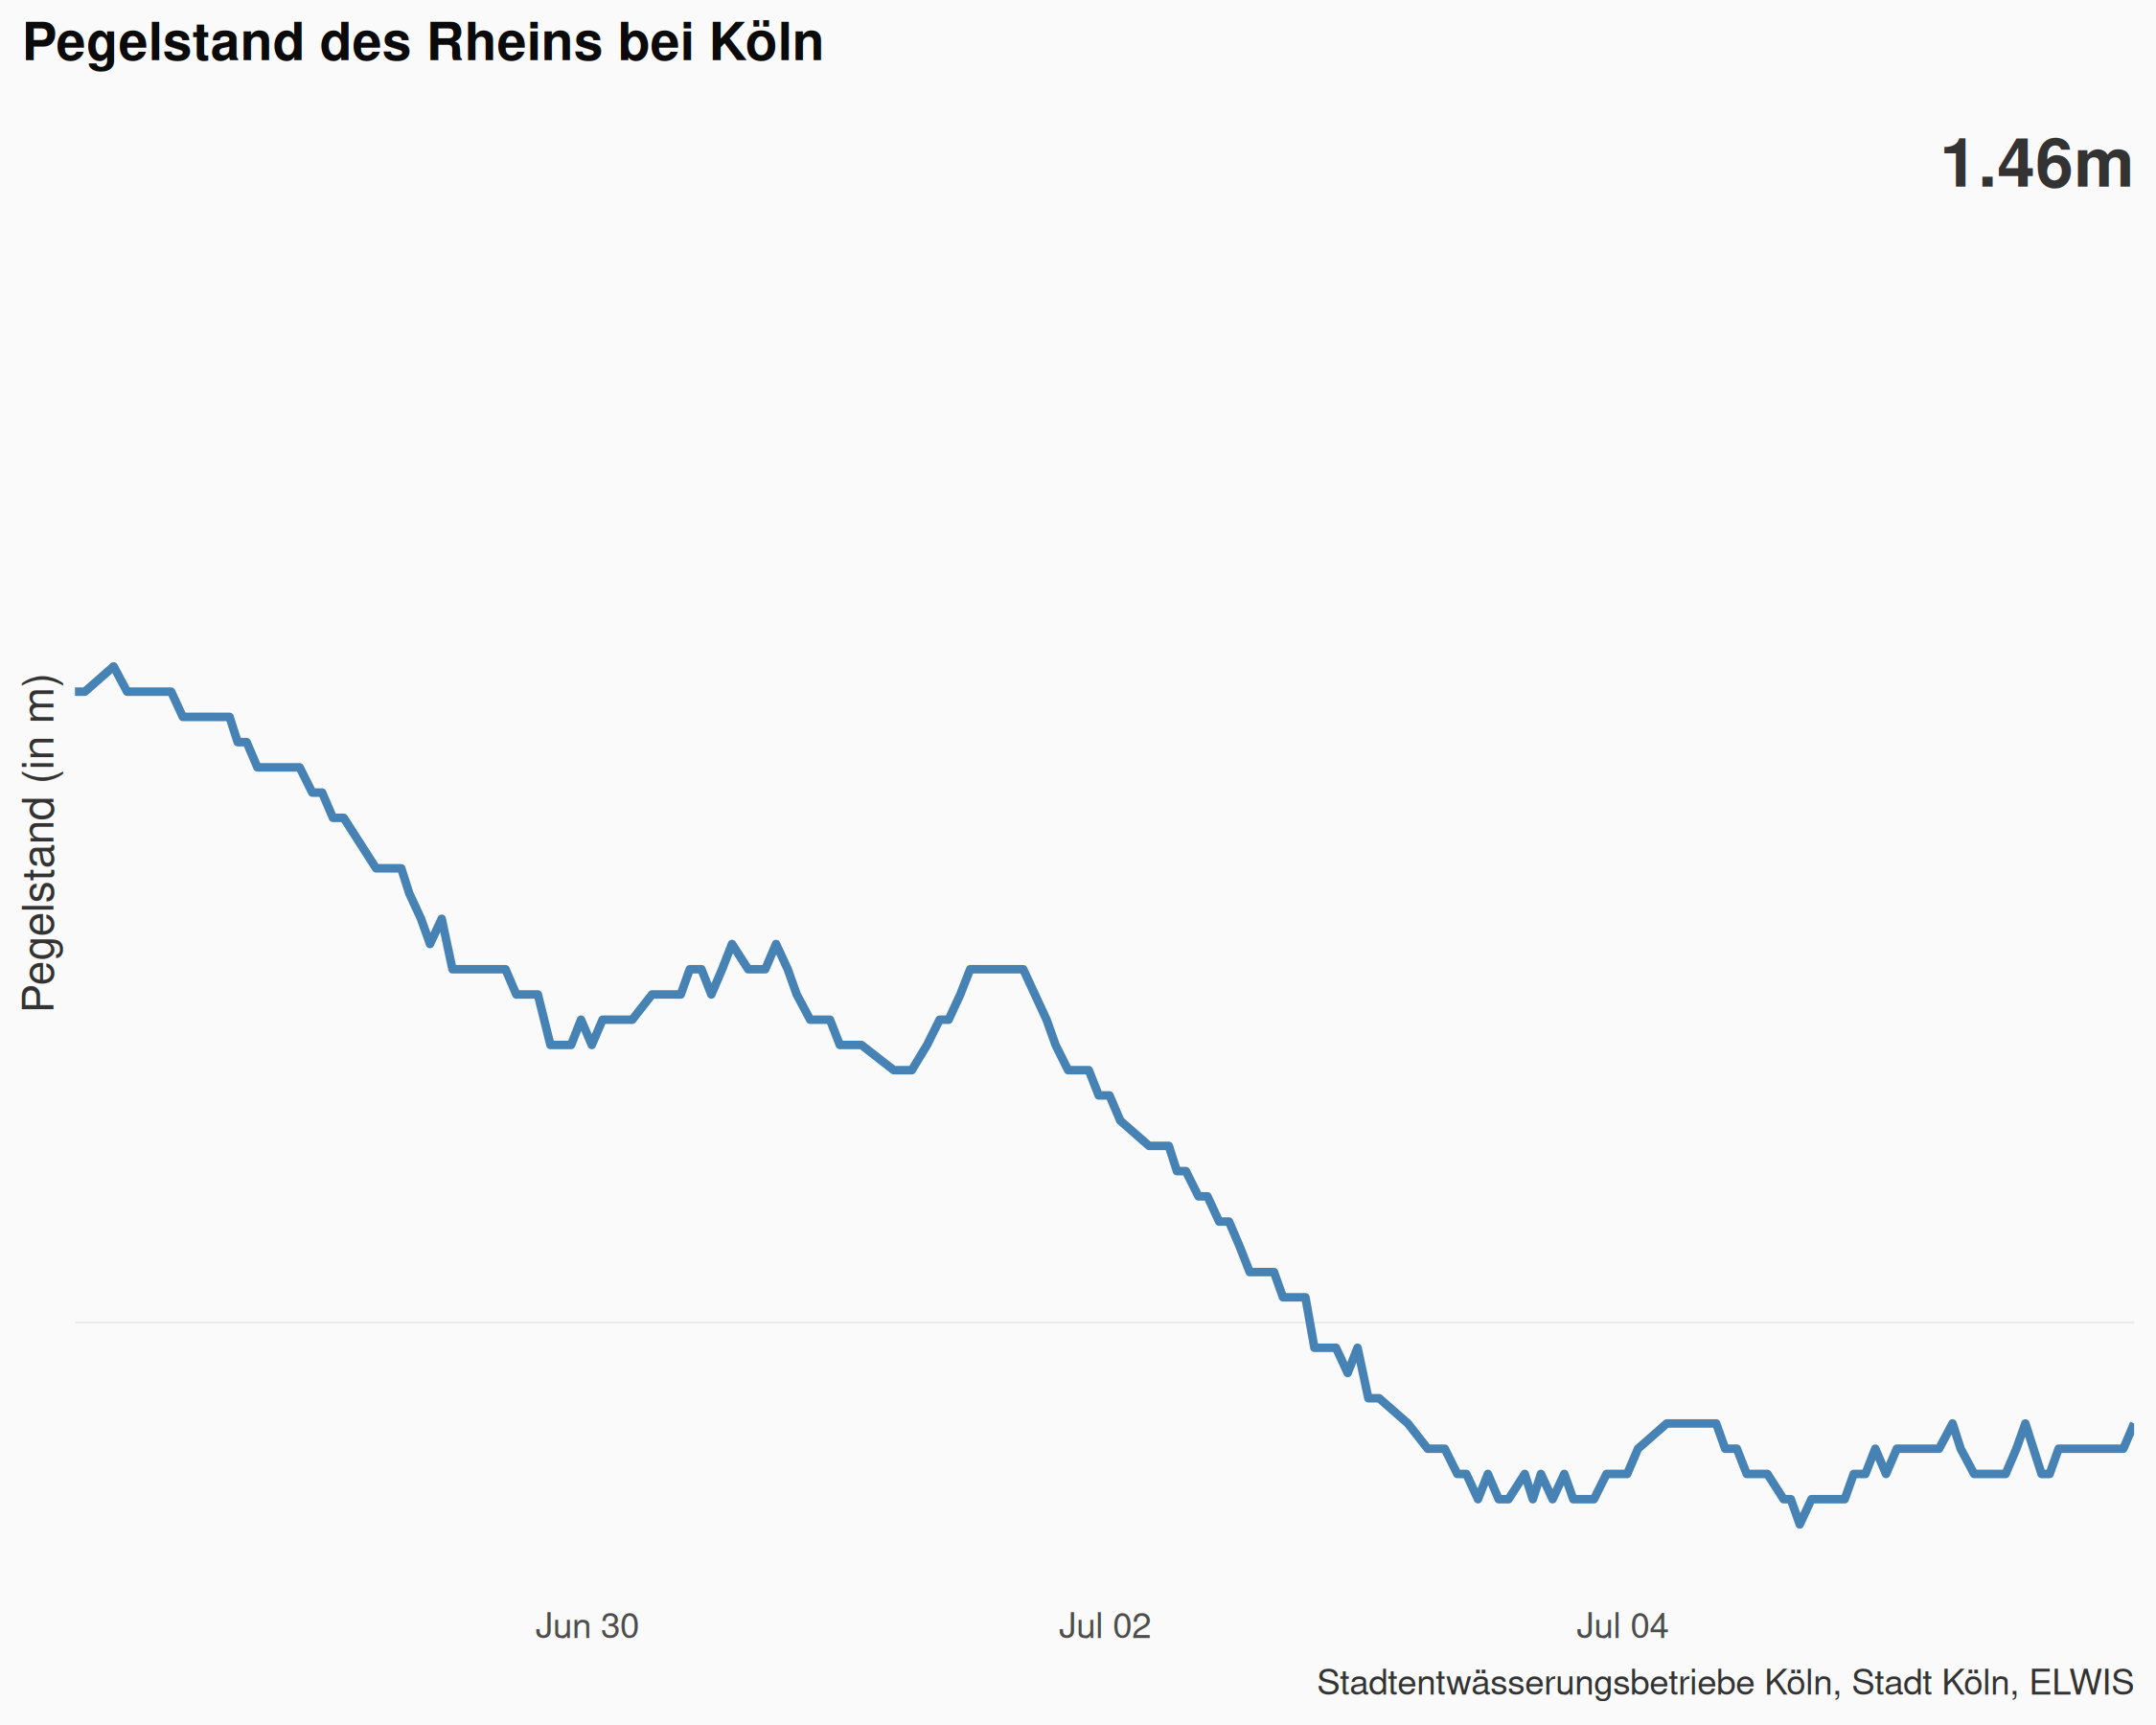 Pegelstand des Rheins bei Köln
1.46m
Pegelstand (in m)
Jun 30
Jul 02
Jul 04
Stadtentwässerungsbetriebe Köln, Stadt Köln, ELWIS